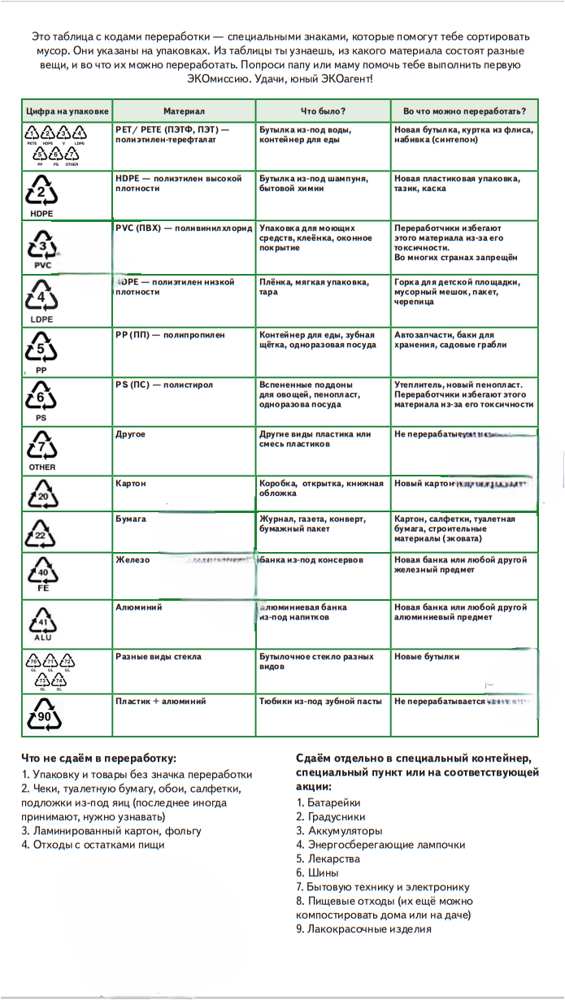 Это таблица с кодами переработки — специальными знаками, которые помогут тебе сортировать
мусор. Они указаны на упаковках. Из таблицы ты узнаешь, из какого материала состоят разные
вещи, и во что их можно переработать. Попроси папу или маму помочь тебе выполнить первую
ЭКОмиссию. Удачи, юный ЭКОагент!
Цифра на упаковке Материал Что было? Во что можно переработать?
1 2 3 4
PETE HDPE V LDPE
5 6 7
PP PS OTHER
PET/ PETE (ПЭТФ, ПЭТ) —
полиэтилен-терефталат
Бутылка из-под воды,
контейнер для еды
Новая бутылка, куртка из флиса,
набивка (синтепон)
2
HDPE
HDPE — полиэтилен высокой
плотности
Бутылка из-под шампуня,
бытовой химии
Новая пластиковая упаковка,
тазик, каска
3
PVC
PVC (ПВХ) — поливинилхлорид
Упаковка для моющих
средств, клеёнка, оконное
покрытие
Переработчики избегают
этого материала из-за его
токсичности.
Во многих странах запрещён
4
LDPE
LDPE — полиэтилен низкой
плотности
Плёнка, мягкая упаковка,
тара
Горка для детской площадки,
мусорный мешок, пакет,
черепица
5
PP
PP (ПП) — полипропилен
Контейнер для еды, зубная
щётка, одноразовая посуда
Автозапчасти, баки для
хранения, садовые грабли
6
PS
PS (ПС) — полистирол
Вспененные поддоны
для овощей, пенопласт,
одноразова посуда
Утеплитель, новый пенопласт.
Переработчики избегают этого
материала из-за его токсичности
7
OTHER
Другое
Другие виды пластика или
смесь пластиков
Не
20
Картон
Коробка, открытка, книжная
обложка
Новый картон
22
Бумага
Журнал, газета, конверт,
бумажный пакет
Картон, салфетки, туалетная
бумага, строительные
материалы (эковата)
40
FE
Железо
Банка из-под консервов
Новая банка или любой другой
железный предмет
41
ALU
Алюминий
алюминиевая банка
из-под напитков
Новая банка или любой другой
алюминиевый предмет
70 71 72
GL GL GL
73 74
GL GL
Разные виды стекла
Бутылочное стекло разных
видов
Новые бутылки
90
Пластик + алюминий
Тюбики из-под зубной пасты
Не перерабатывается
Что не сдаём в переработку:
1. Упаковку и товары без значка переработки
2. Чеки, туалетную бумагу, обои, салфетки,
подложки из-под яиц (последнее иногда
принимают, нужно узнавать)
3. Ламинированный картон, фольгу
4. Отходы с остатками пищи
Сдаём отдельно в специальный контейнер,
специальный пункт или на соответствующей
акции:
1. Батарейки
2. Градусники
3. Аккумуляторы
4. Энергосберегающие лампочки
5. Лекарства
6. Шины
7. Бытовую технику и электронику
8. Пищевые отходы (их ещё можно
компостировать дома или на даче)
9. Лакокрасочные изделия